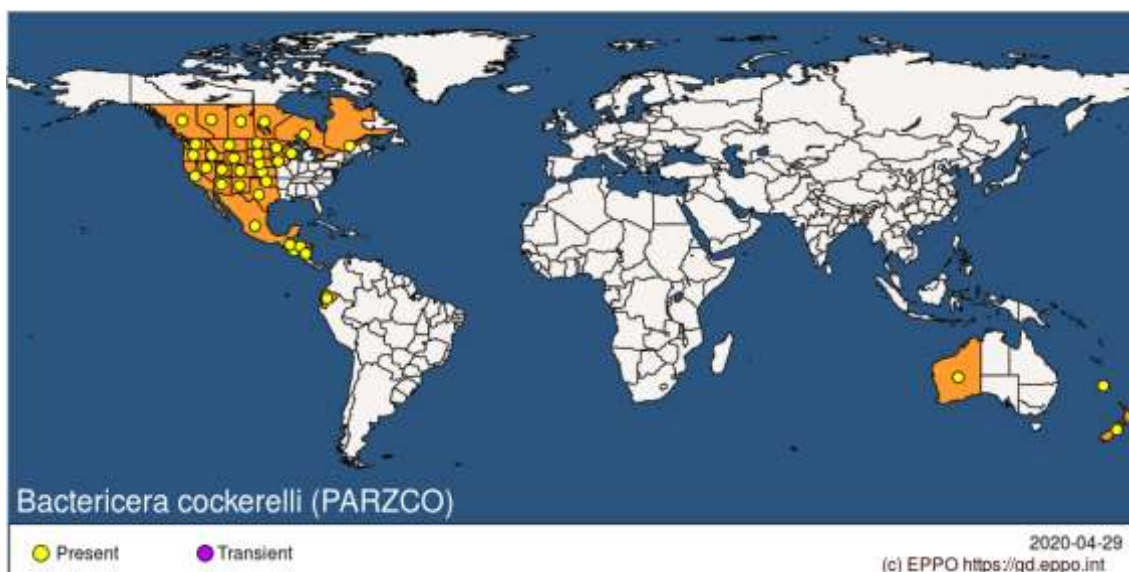 Bactericera cockerelli (PARZCO)
Present
Transient
2020-04-29
(c) EPPO https://gd.eppo.int